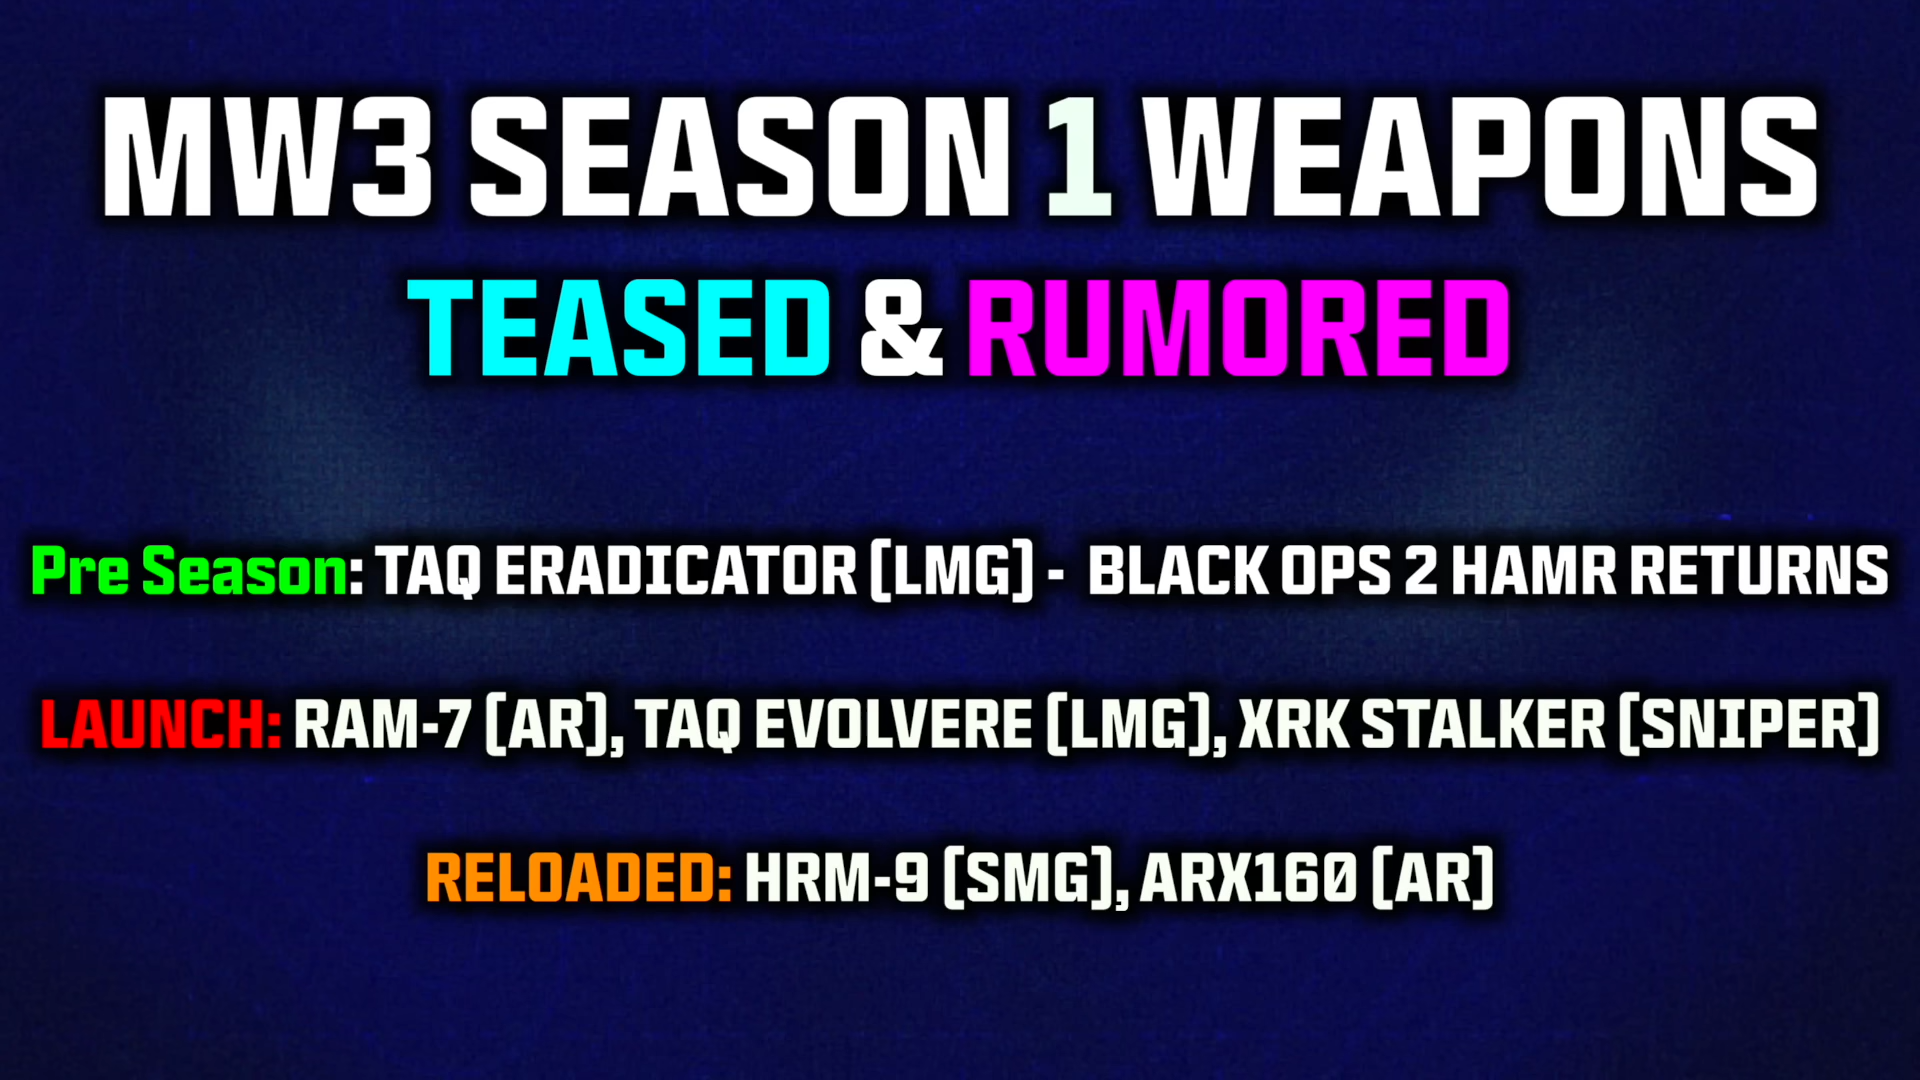 MW3 SEASON 1 WEAPONS
TEASED & RUMORED
Pre Season: TAQ ERADICATOR [LMG] - BLACK OPS 2 HAMR RETURNS
LAUNCH: RAM-7 [AR], TAQ EVOLVERE [LMG], XRK STALKER [SNIPER]
RELOADED: HRM-9 [SMG], ARX160 [AR]